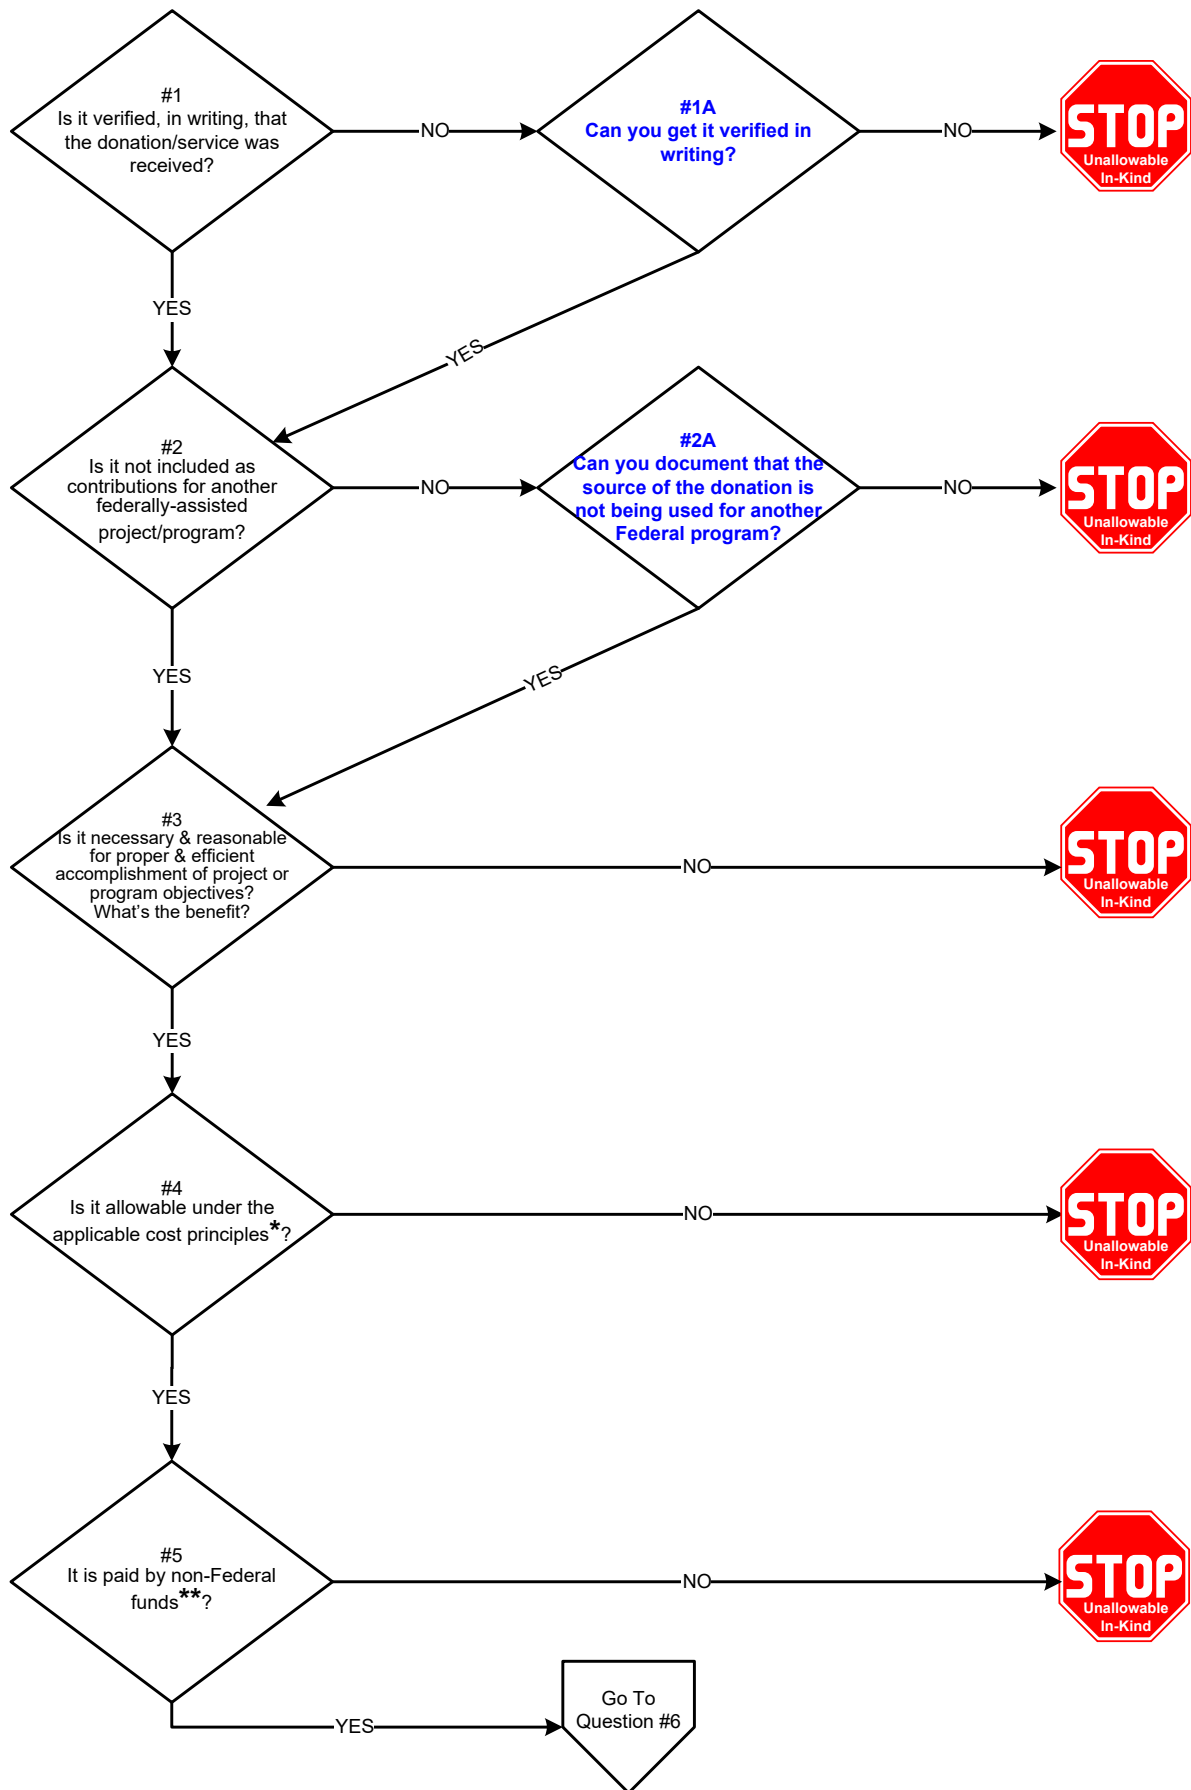 #1
Is it verified, in writing, that
the donation/service was
received?
NO
#1A
Can you get it verified in
writing?
NO
STOP
Unallowable
In-Kind
YES
YES
#2
Is it not included as
contributions for another
federally-assisted
project/program?
NO
#2A
Can you document that the
source of the donation is
not being used for another
Federal program?
NO
STOP
Unallowable
In-Kind
YES
YES
#3
Is it necessary & reasonable
for proper & efficient
accomplishment of project or
program objectives?
What's the benefit?
NO
STOP
Unallowable
In-Kind
YES
#4
Is it allowable under the
applicable cost principles*?
NO
STOP
Unallowable
In-Kind
YES
#5
It is paid by non-Federal
funds**?
NO
STOP
Unallowable
In-Kind
YES
Go To
Question #6